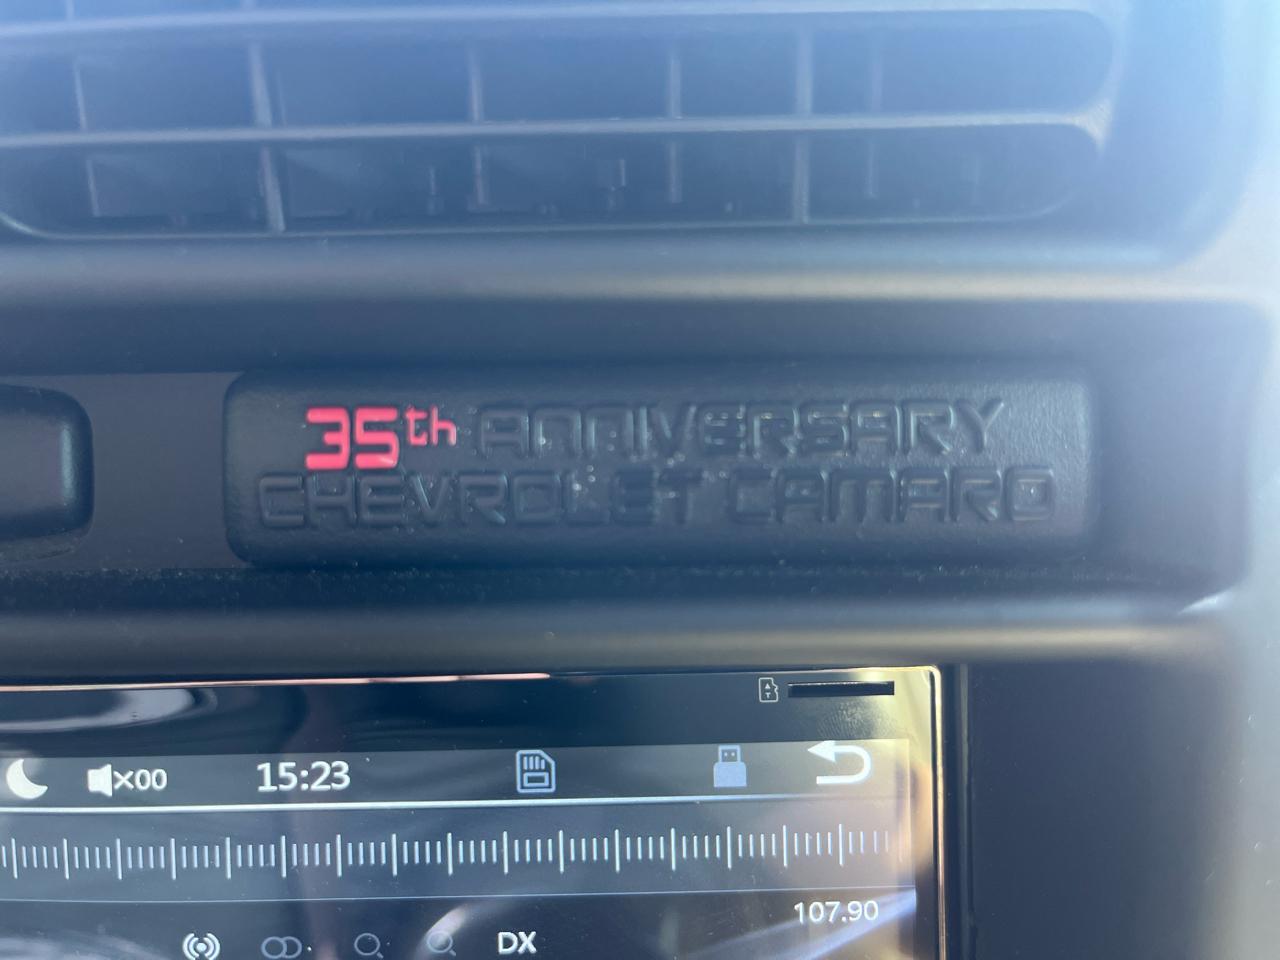 35th ANNIVERSARY
CHEVROLET CAMARO
×00 15:23
107.90
DX